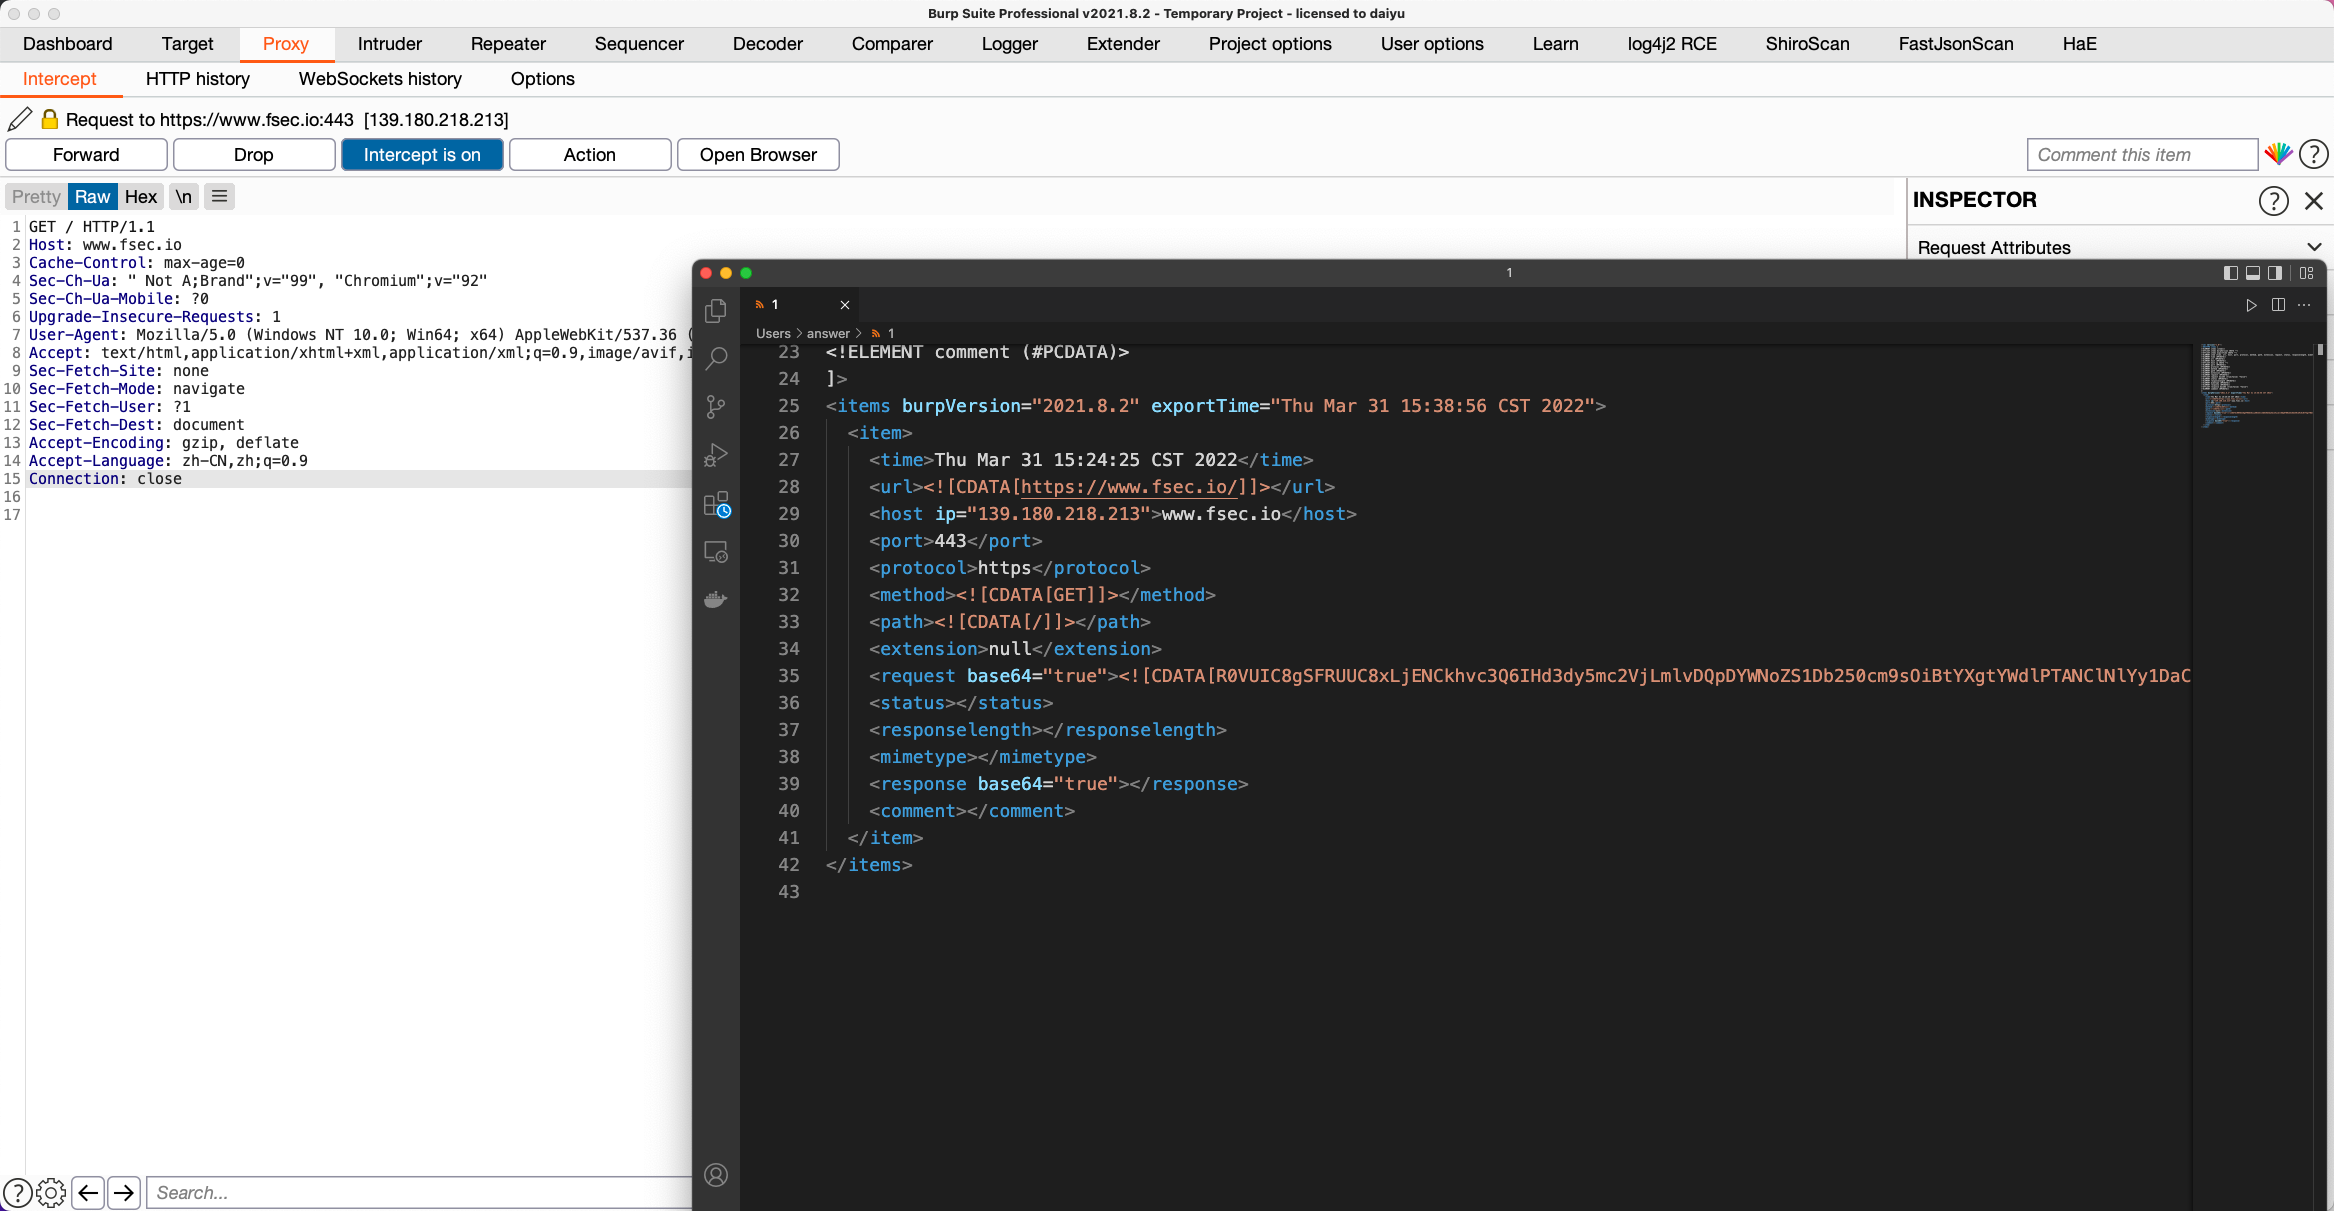 Burp Suite Professional v2021.8.2 - Temporary Project - licensed to daiyu
Dashboard Target Proxy Intruder Repeater Sequencer Decoder Comparer Logger Extender Project options User options Learn log4j2 RCE ShiroScan FastJsonScan HaE
Intercept HTTP history WebSockets history Options
Request to https://www.fsec.io:443 [139.180.218.213]
Forward Drop Intercept is on Action Open Browser Comment this item ?
Pretty Raw Hex \n
INSPECTOR ?
Request Attributes
1 GET / HTTP/1.1
2 Host: www.fsec.io
3 Cache-Control: max-age=0
4 Sec-Ch-Ua: " Not A;Brand";v="99", "Chromium";v="92"
5 Sec-Ch-Ua-Mobile: ?0
6 Upgrade-Insecure-Requests: 1
7 User-Agent: Mozilla/5.0 (Windows NT 10.0; Win64; x64) AppleWebKit/537.36 (
8 Accept: text/html,application/xhtml+xml,application/xml;q=0.9,image/avif,i
9 Sec-Fetch-Site: none
10 Sec-Fetch-Mode: navigate
11 Sec-Fetch-User: ?1
12 Sec-Fetch-Dest: document
13 Accept-Encoding: gzip, deflate
14 Accept-Language: zh-CN,zh;q=0.9
15 Connection: close
16
17
? Search...
1
1
Users > answer > 1
23 <!ELEMENT comment (#PCDATA)>
24 ]>
25 <items burpVersion="2021.8.2" exportTime="Thu Mar 31 15:38:56 CST 2022">
26 <item>
27 <time>Thu Mar 31 15:24:25 CST 2022</time>
28 <url><![CDATA[https://www.fsec.io/]]></url>
29 <host ip="139.180.218.213">www.fsec.io</host>
30 <port>443</port>
31 <protocol>https</protocol>
32 <method><![CDATA[GET]]></method>
33 <path><![CDATA[/]]></path>
34 <extension>null</extension>
35 <request base64="true"><![CDATA[R0VUIC8gSFRUUC8xLjENCkhvc3Q6IHd3dy5mc2VjLmlvDQpDYWNoZS1Db250cm9sOiBtYXgtYWdlPTANClNlYy1DaC
36 <status></status>
37 <responselength></responselength>
38 <mimetype></mimetype>
39 <response base64="true"></response>
40 <comment></comment>
41 </item>
42 </items>
43